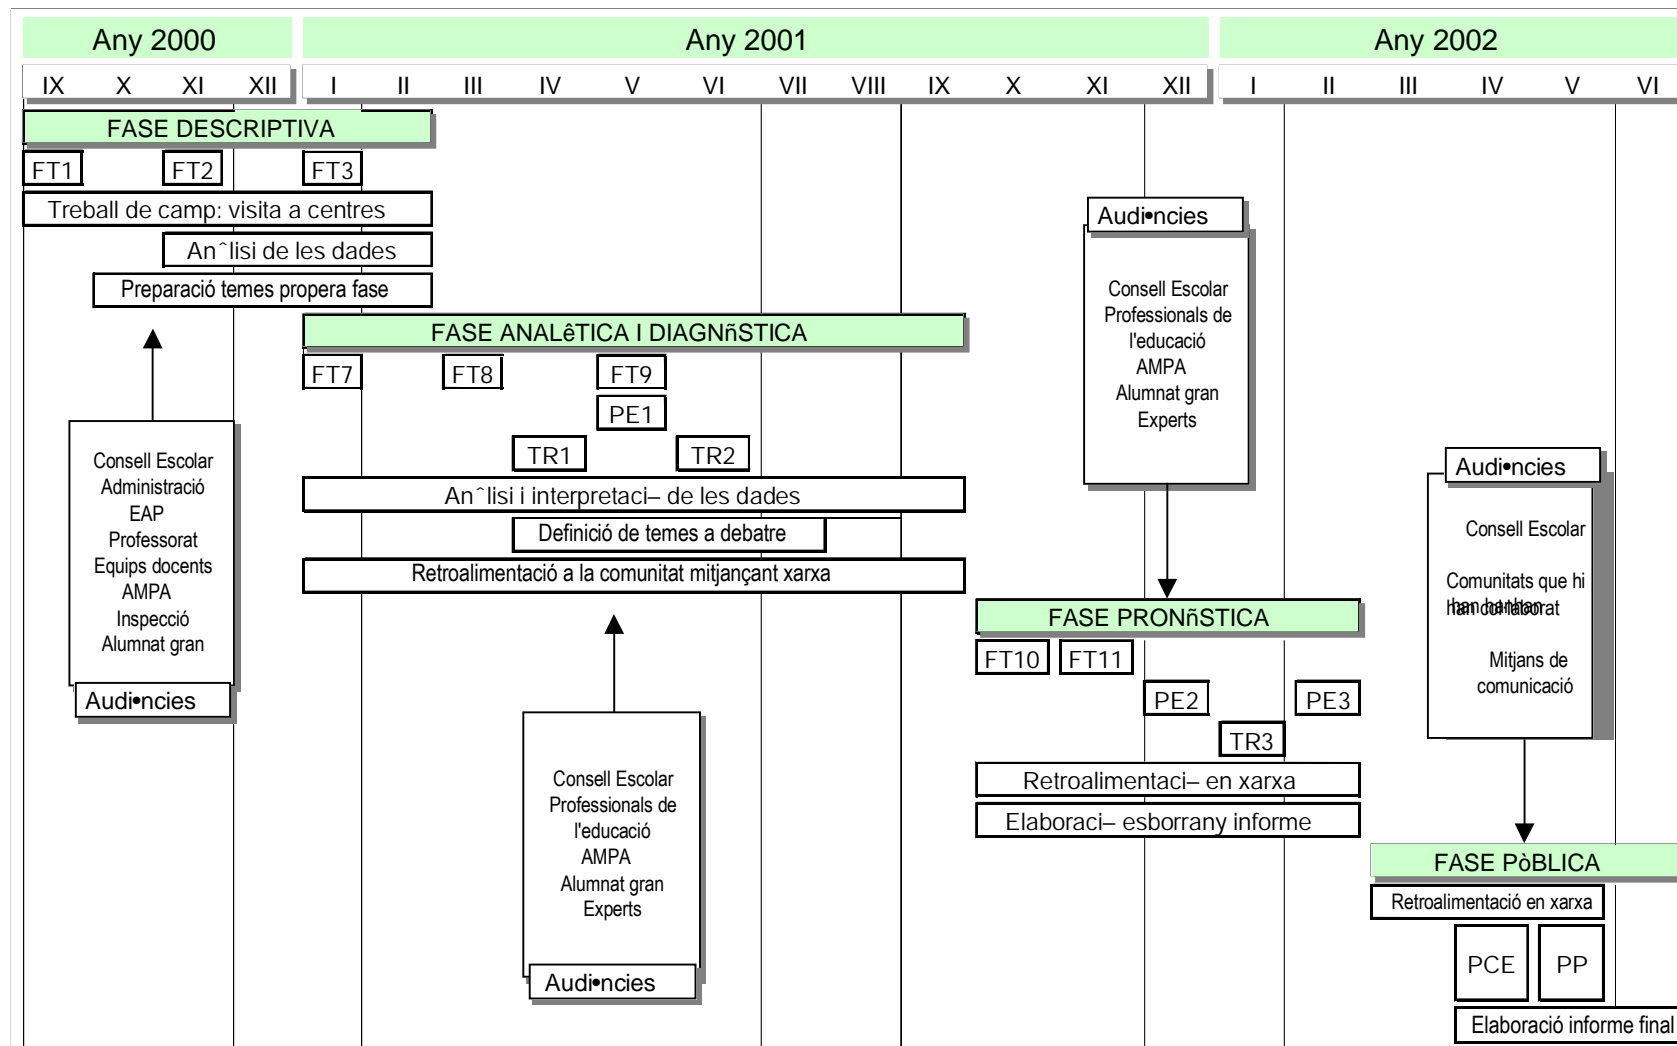 Any 2000 Any 2001 Any 2002
IX X XI XII I II III IV V VI VII VIII IX X XI XII I II III IV V VI
FASE DESCRIPTIVA
FT1 FT2 FT3
Treball de camp: visita a centres
Anˆlisi de les dades
Preparació temes propera fase
Consell Escolar
Administració
EAP
Professorat
Equips docents
AMPA
Inspecció
Alumnat gran
Audi•ncies
FASE ANALêTICA I DIAGNñSTICA
FT7 FT8 FT9
PE1
TR1 TR2
Anˆlisi i interpretaci– de les dades
Definició de temes a debatre
Retroalimentació a la comunitat mitjançant xarxa
Consell Escolar
Professionals de
l'educació
AMPA
Alumnat gran
Experts
Audi•ncies
Audi•ncies
Consell Escolar
Professionals de
l'educació
AMPA
Alumnat gran
Experts
FASE PRONñSTICA
FT10 FT11
PE2 PE3
TR3
Retroalimentaci– en xarxa
Elaboraci– esborrany informe
Audi•ncies
Consell Escolar
Comunitats que hi
han col·laborat
Mitjans de
comunicació
FASE PòBLICA
Retroalimentació en xarxa
PCE PP
Elaboració informe final